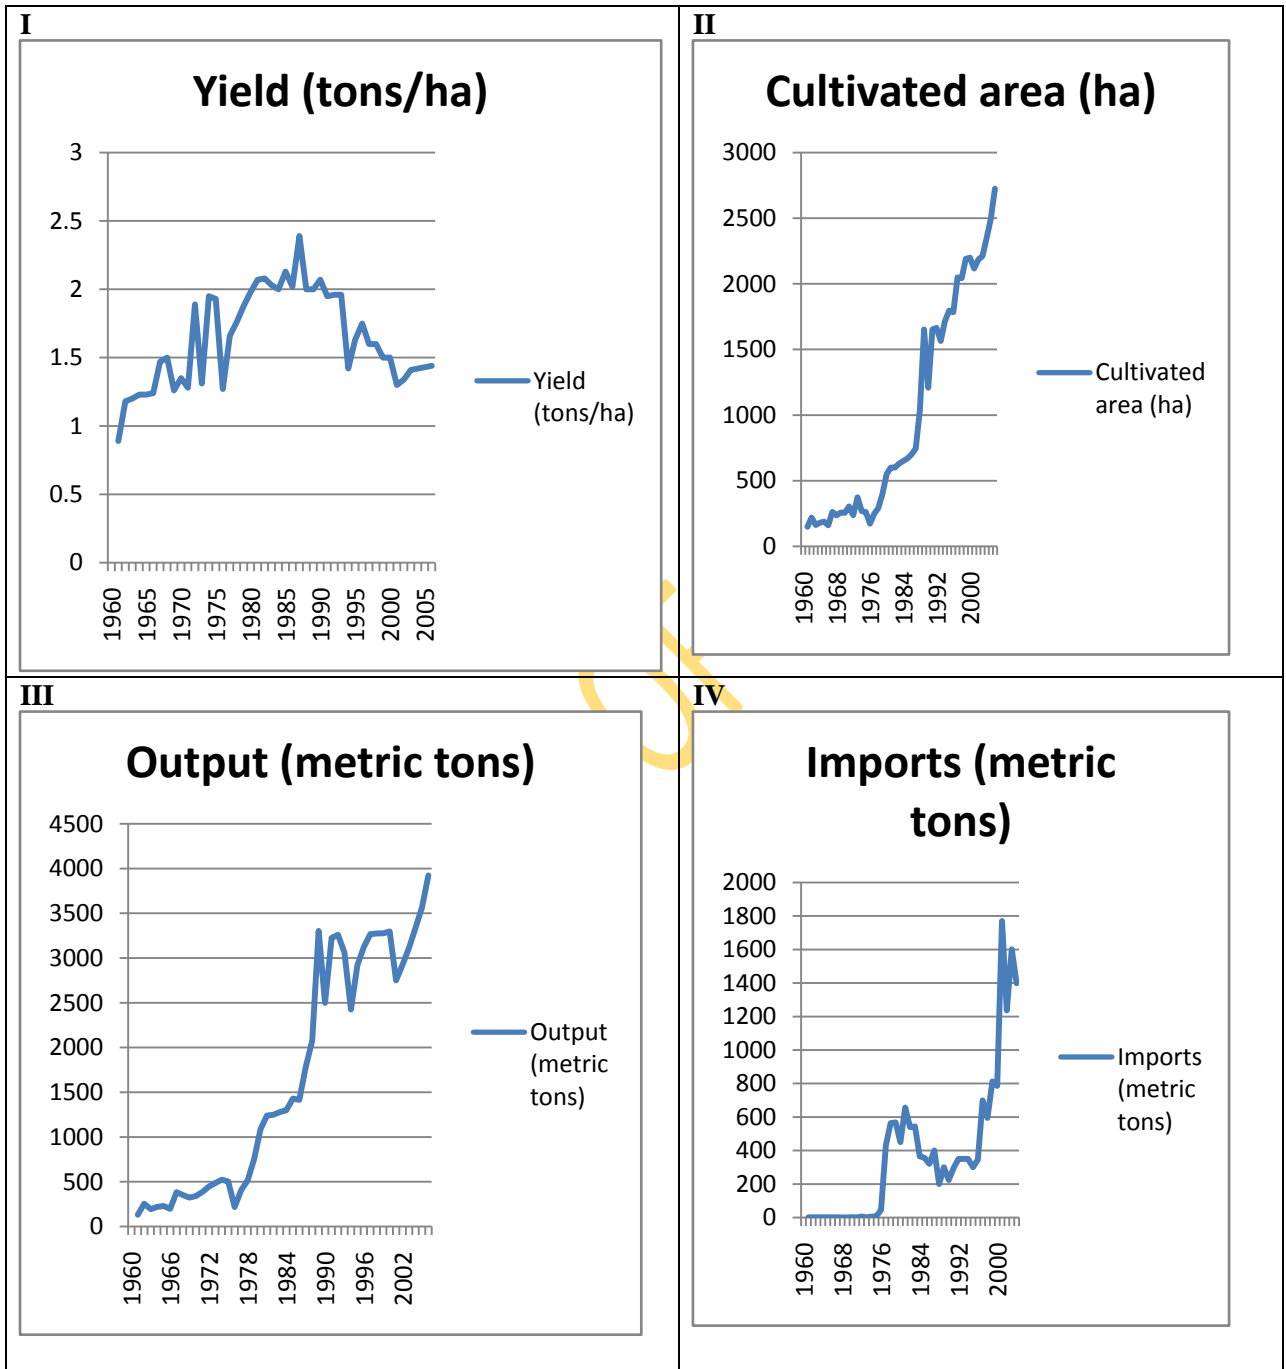 I
Yield (tons/ha)
3
2.5
2
1.5
1
0.5
0
1960 1965 1970 1975 1980 1985 1990 1995 2000 2005
Yield
(tons/ha)
II
Cultivated area (ha)
3000
2500
2000
1500
1000
500
0
1960 1968 1976 1984 1992 2000
Cultivated
area (ha)
III
Output (metric tons)
4500
4000
3500
3000
2500
2000
1500
1000
500
0
1960 1966 1972 1978 1984 1990 1996 2002
Output
(metric
tons)
IV
Imports (metric
tons)
2000
1800
1600
1400
1200
1000
800
600
400
200
0
1960 1968 1976 1984 1992 2000
Imports
(metric
tons)